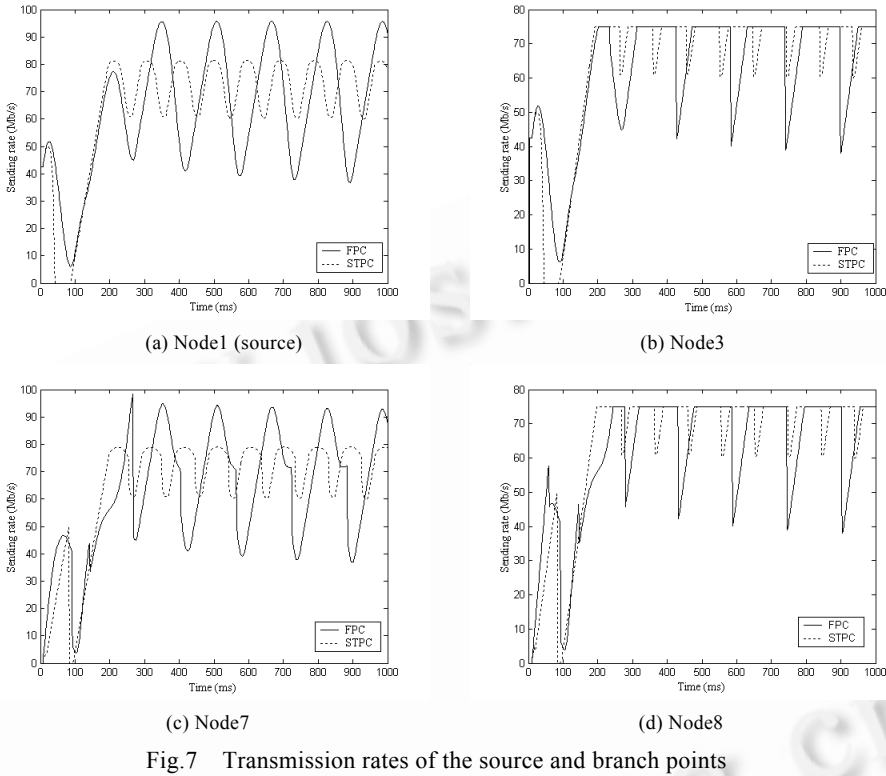 100
90
80
70
60
50
40
30
20
10
0
Sending rate (Mb/s)
0 100 200 300 400 500 600 700 800 900 1000
Time (ms)
FPC
STPC
(a) Node1 (source)
80
70
60
50
40
30
20
10
0
Sending rate (Mb/s)
0 100 200 300 400 500 600 700 800 900 1000
Time (ms)
FPC
STPC
(b) Node3
100
90
80
70
60
50
40
30
20
10
0
Sending rate (Mb/s)
0 100 200 300 400 500 600 700 800 900 1000
Time (ms)
FPC
STPC
(c) Node7
80
70
60
50
40
30
20
10
0
Sending rate (Mb/s)
0 100 200 300 400 500 600 700 800 900 1000
Time (ms)
FPC
STPC
(d) Node8
Fig.7 Transmission rates of the source and branch points